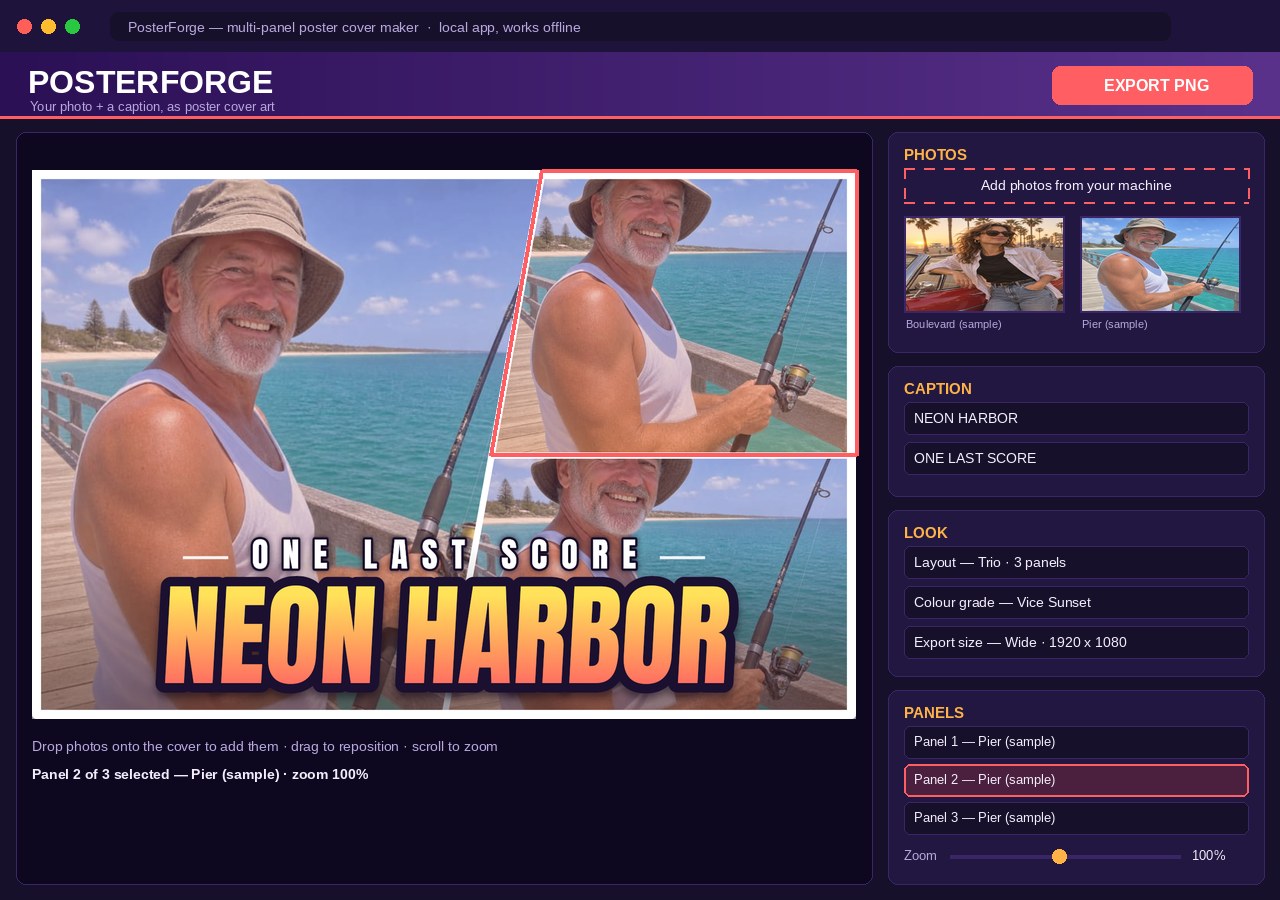 PosterForge — multi-panel poster cover maker · local app, works offline
POSTERFORGE
Your photo + a caption, as poster cover art
EXPORT PNG
ONE LAST SCORE
NEON HARBOR
Drop photos onto the cover to add them · drag to reposition · scroll to zoom
Panel 2 of 3 selected — Pier (sample) · zoom 100%
PHOTOS
Add photos from your machine
Boulevard (sample)
Pier (sample)
CAPTION
NEON HARBOR
ONE LAST SCORE
LOOK
Layout — Trio · 3 panels
Colour grade — Vice Sunset
Export size — Wide · 1920 x 1080
PANELS
Panel 1 — Pier (sample)
Panel 2 — Pier (sample)
Panel 3 — Pier (sample)
Zoom 100%